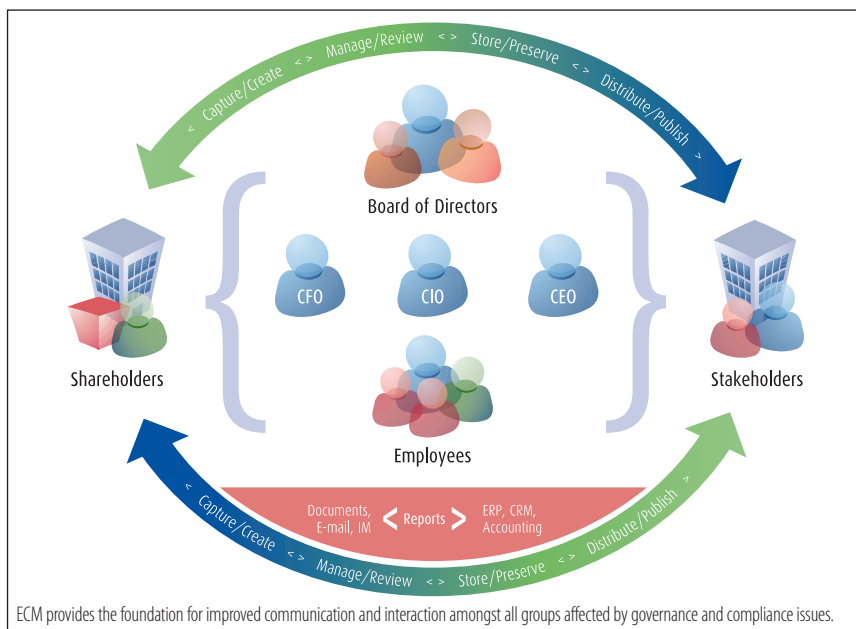 < Capture/Create < > Manage/Review < > Store/Preserve < > Distribute/Publish >
Board of Directors
CFO
CIO
CEO
Shareholders
Stakeholders
Employees
Documents,
E-mail, IM
< Reports >
ERP, CRM,
Accounting
< Capture/Create < > Manage/Review < > Store/Preserve < > Distribute/Publish >
ECM provides the foundation for improved communication and interaction amongst all groups affected by governance and compliance issues.